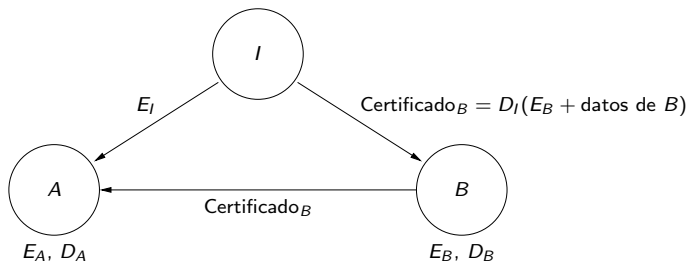 I
E_I
Certificado_B = D_I(E_B + datos de B)
A
B
Certificado_B
E_A, D_A
E_B, D_B